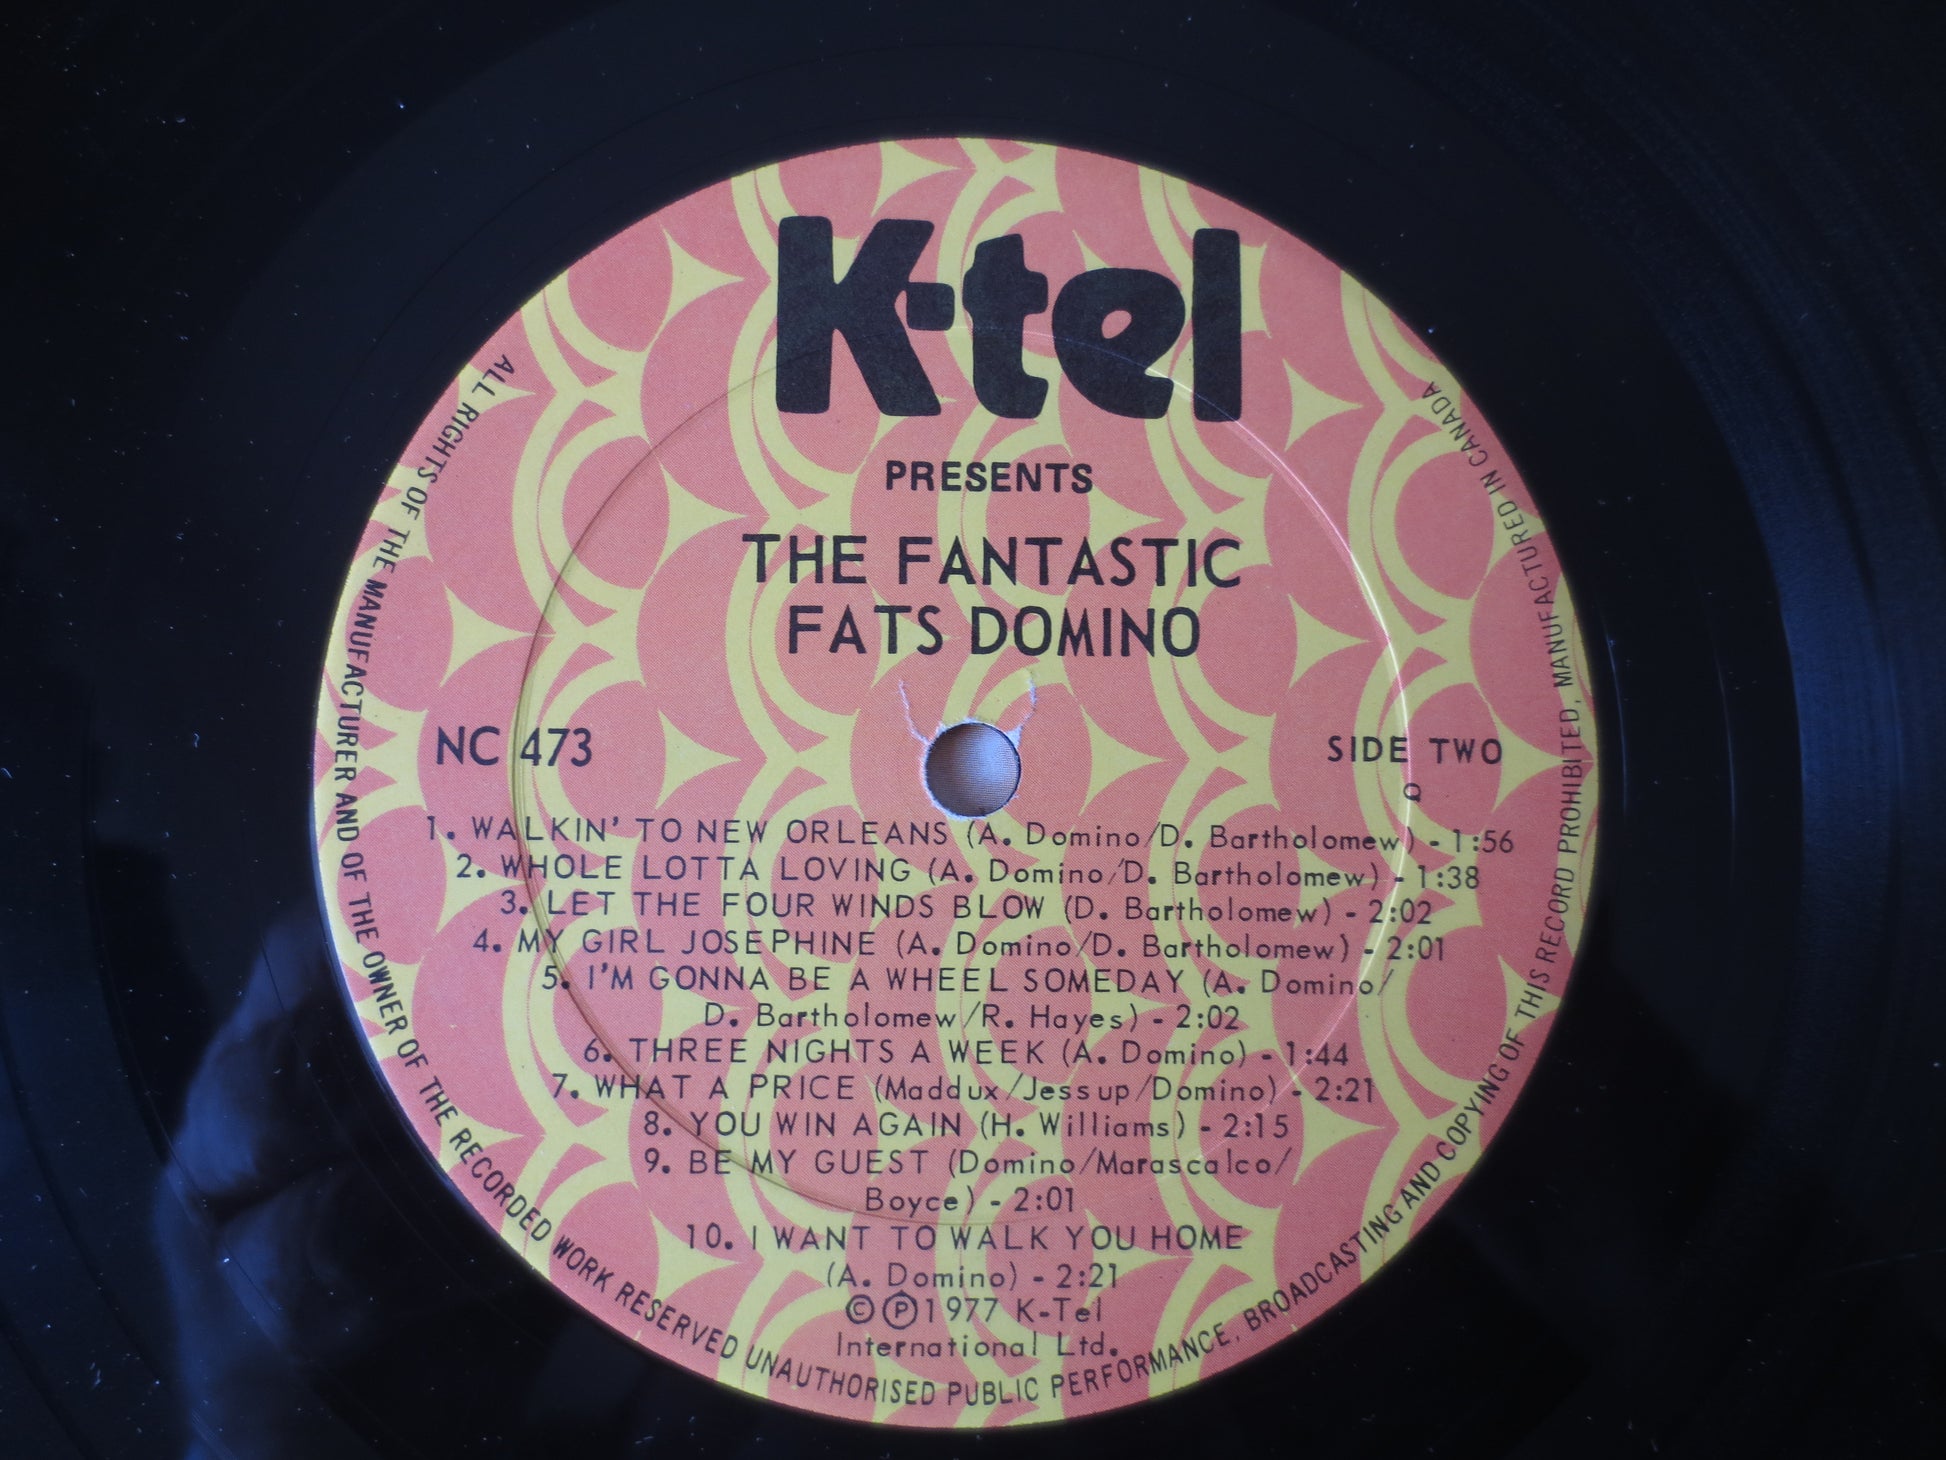 K-tel
PRESENTS
THE FANTASTIC
FATS DOMINO
NC 473
SIDE TWO
1. WALKIN' TO NEW ORLEANS (A. Domino/D. Bartholomew) - 1:56
2. WHOLE LOTTA LOVING (A. Domino/D. Bartholomew) - 1:38
3. LET THE FOUR WINDS BLOW (D. Bartholomew) - 2:02
4. MY GIRL JOSEPHINE (A. Domino/D. Bartholomew) - 2:01
5. I'M GONNA BE A WHEEL SOMEDAY (A. Domino/
D. Bartholomew/R. Hayes) - 2:02
6. THREE NIGHTS A WEEK (A. Domino) - 1:44
7. WHAT A PRICE (Maddux/Jessup/Domino) - 2:21
8. YOU WIN AGAIN (H. Williams) - 2:15
9. BE MY GUEST (Domino/Marascalco/
Boyce) - 2:01
10. I WANT TO WALK YOU HOME
(A. Domino) - 2:21
© ℗ 1977 K-Tel
International Ltd.
ALL RIGHTS OF THE MANUFACTURER AND OF THE OWNER OF THE RECORDED WORK RESERVED UNAUTHORISED PUBLIC PERFORMANCE, BROADCASTING AND COPYING OF THIS RECORD PROHIBITED, MANUFACTURED IN CANADA